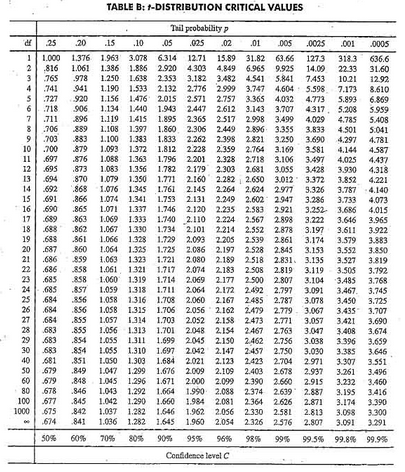 TABLE B: t-DISTRIBUTION CRITICAL VALUES
Tail probability p
df .25 .20 .15 .10 .05 .025 .02 .01 .005 .0025 .001 .0005
1 1.000 1.376 1.963 3.078 6.314 12.71 15.89 31.82 63.66 127.3 318.3 636.6
2 .816 1.061 1.386 1.886 2.920 4.303 4.849 6.965 9.925 14.09 22.33 31.60
3 .765 .978 1.250 1.638 2.353 3.182 3.482 4.541 5.841 7.453 10.21 12.92
4 .741 .941 1.190 1.533 2.132 2.776 2.999 3.747 4.604 5.598 7.173 8.610
5 .727 .920 1.156 1.476 2.015 2.571 2.757 3.365 4.032 4.773 5.893 6.869
6 .718 .906 1.134 1.440 1.943 2.447 2.612 3.143 3.707 4.317 5.208 5.959
7 .711 .896 1.119 1.415 1.895 2.365 2.517 2.998 3.499 4.029 4.785 5.408
8 .706 .889 1.108 1.397 1.860 2.306 2.449 2.896 3.355 3.833 4.501 5.041
9 .703 .883 1.100 1.383 1.833 2.262 2.398 2.821 3.250 3.690 4.297 4.781
10 .700 .879 1.093 1.372 1.812 2.228 2.359 2.764 3.169 3.581 4.144 4.587
11 .697 .876 1.088 1.363 1.796 2.201 2.328 2.718 3.106 3.497 4.025 4.437
12 .695 .873 1.083 1.356 1.782 2.179 2.303 2.681 3.055 3.428 3.930 4.318
13 .694 .870 1.079 1.350 1.771 2.160 2.282 2.650 3.012 3.372 3.852 4.221
14 .692 .868 1.076 1.345 1.761 2.145 2.264 2.624 2.977 3.326 3.787 4.140
15 .691 .866 1.074 1.341 1.753 2.131 2.249 2.602 2.947 3.286 3.733 4.073
16 .690 .865 1.071 1.337 1.746 2.120 2.235 2.583 2.921 3.252 3.686 4.015
17 .689 .863 1.069 1.333 1.740 2.110 2.224 2.567 2.898 3.222 3.646 3.965
18 .688 .862 1.067 1.330 1.734 2.101 2.214 2.552 2.878 3.197 3.611 3.922
19 .688 .861 1.066 1.328 1.729 2.093 2.205 2.539 2.861 3.174 3.579 3.883
20 .687 .860 1.064 1.325 1.725 2.086 2.197 2.528 2.845 3.153 3.552 3.850
21 .686 .859 1.063 1.323 1.721 2.080 2.189 2.518 2.831 3.135 3.527 3.819
22 .686 .858 1.061 1.321 1.717 2.074 2.183 2.508 2.819 3.119 3.505 3.792
23 .685 .858 1.060 1.319 1.714 2.069 2.177 2.500 2.807 3.104 3.485 3.768
24 .685 .857 1.059 1.318 1.711 2.064 2.172 2.492 2.797 3.091 3.467 3.745
25 .684 .856 1.058 1.316 1.708 2.060 2.167 2.485 2.787 3.078 3.450 3.725
26 .684 .856 1.058 1.315 1.706 2.056 2.162 2.479 2.779 3.067 3.435 3.707
27 .684 .855 1.057 1.314 1.703 2.052 2.158 2.473 2.771 3.057 3.421 3.690
28 .683 .855 1.056 1.313 1.701 2.048 2.154 2.467 2.763 3.047 3.408 3.674
29 .683 .854 1.055 1.311 1.699 2.045 2.150 2.462 2.756 3.038 3.396 3.659
30 .683 .854 1.055 1.310 1.697 2.042 2.147 2.457 2.750 3.030 3.385 3.646
40 .681 .851 1.050 1.303 1.684 2.021 2.123 2.423 2.704 2.971 3.307 3.551
50 .679 .849 1.047 1.299 1.676 2.009 2.109 2.403 2.678 2.937 3.261 3.496
60 .679 .848 1.045 1.296 1.671 2.000 2.099 2.390 2.660 2.915 3.232 3.460
80 .678 .846 1.043 1.292 1.664 1.990 2.088 2.374 2.639 2.887 3.195 3.416
100 .677 .845 1.042 1.290 1.660 1.984 2.081 2.364 2.626 2.871 3.174 3.390
1000 .675 .842 1.037 1.282 1.646 1.962 2.056 2.330 2.581 2.813 3.098 3.300
∞ .674 .841 1.036 1.282 1.645 1.960 2.054 2.326 2.576 2.807 3.091 3.291
50% 60% 70% 80% 90% 95% 96% 98% 99% 99.5% 99.8% 99.9%
Confidence level C